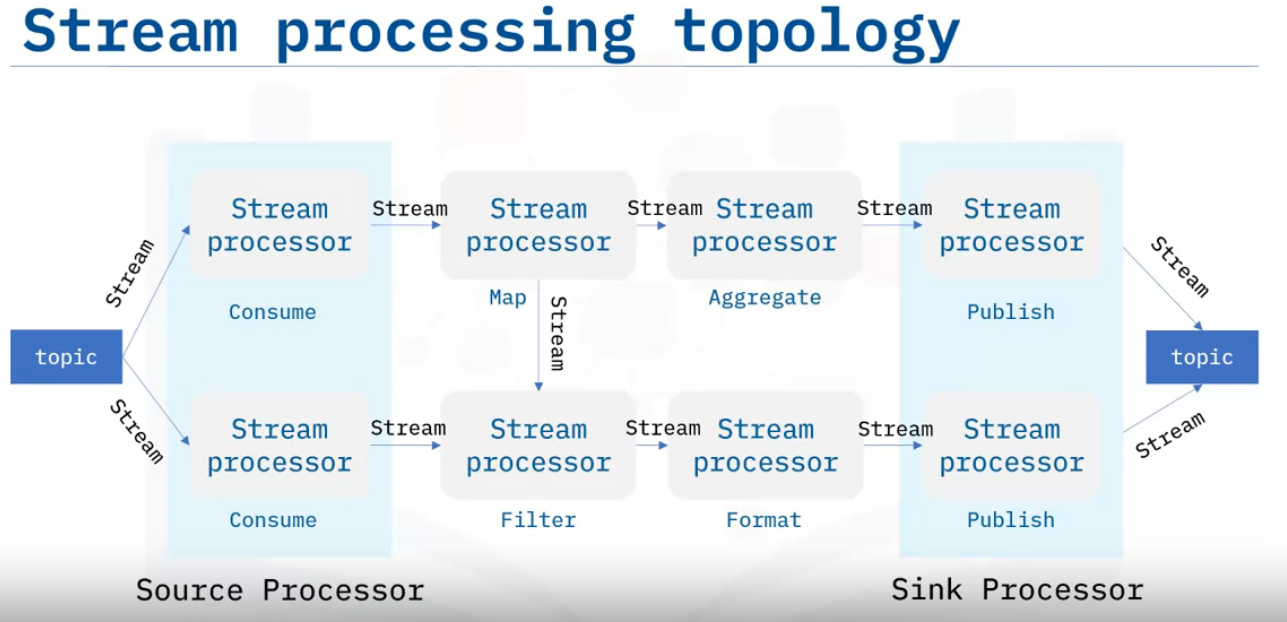 Stream processing topology
Stream
processor
Stream
Stream
processor
Stream
Stream
processor
Stream
Stream
processor
Stream
Consume
Map
Stream
Aggregate
Publish
Stream
topic
topic
Stream
Stream
processor
Stream
Stream
processor
Stream
Stream
processor
Stream
Stream
processor
Stream
Consume
Filter
Format
Publish
Source Processor
Sink Processor